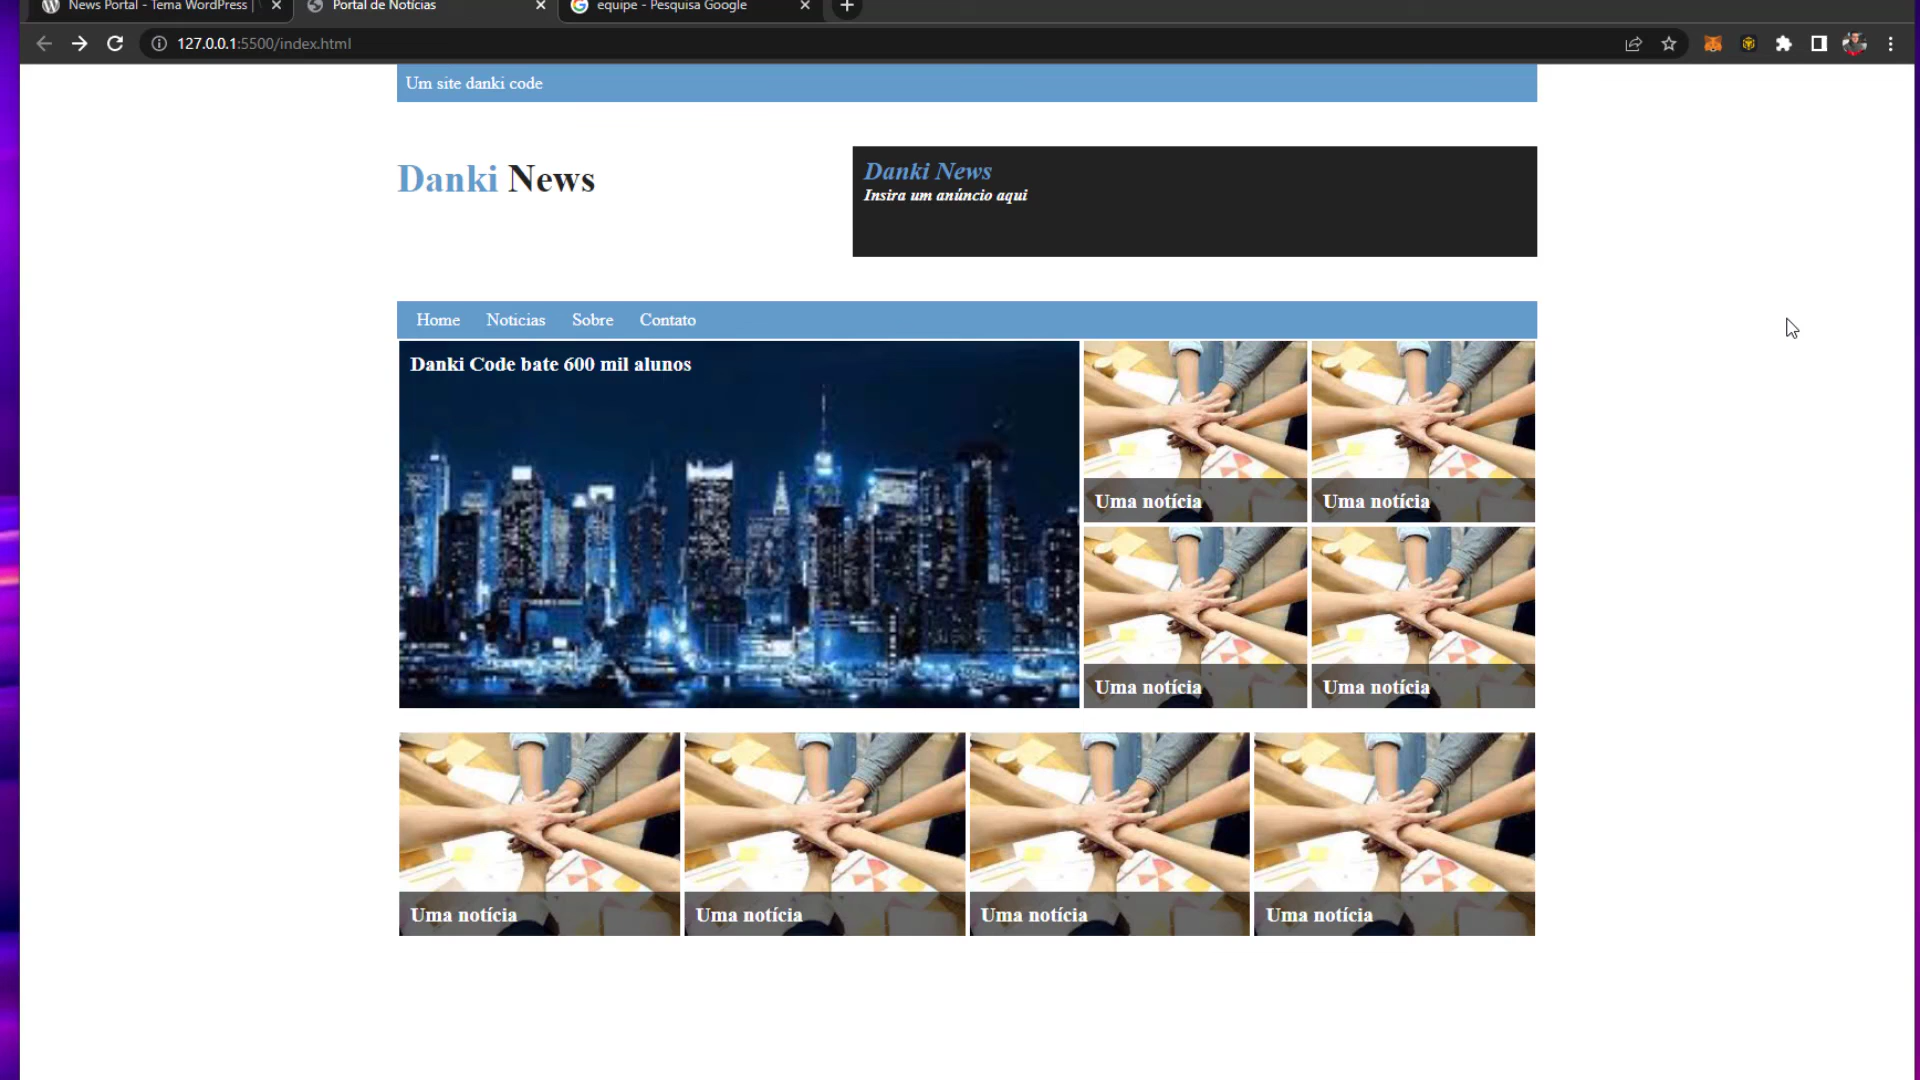 News Portal - Tema WordPress |
Portal de Notícias
equipe - Pesquisa Google
127.0.0.1:5500/index.html
Um site danki code
Danki News
Danki News
Insira um anúncio aqui
Home Noticias Sobre Contato
Danki Code bate 600 mil alunos
Uma notícia Uma notícia
Uma notícia Uma notícia
Uma notícia Uma notícia Uma notícia Uma notícia